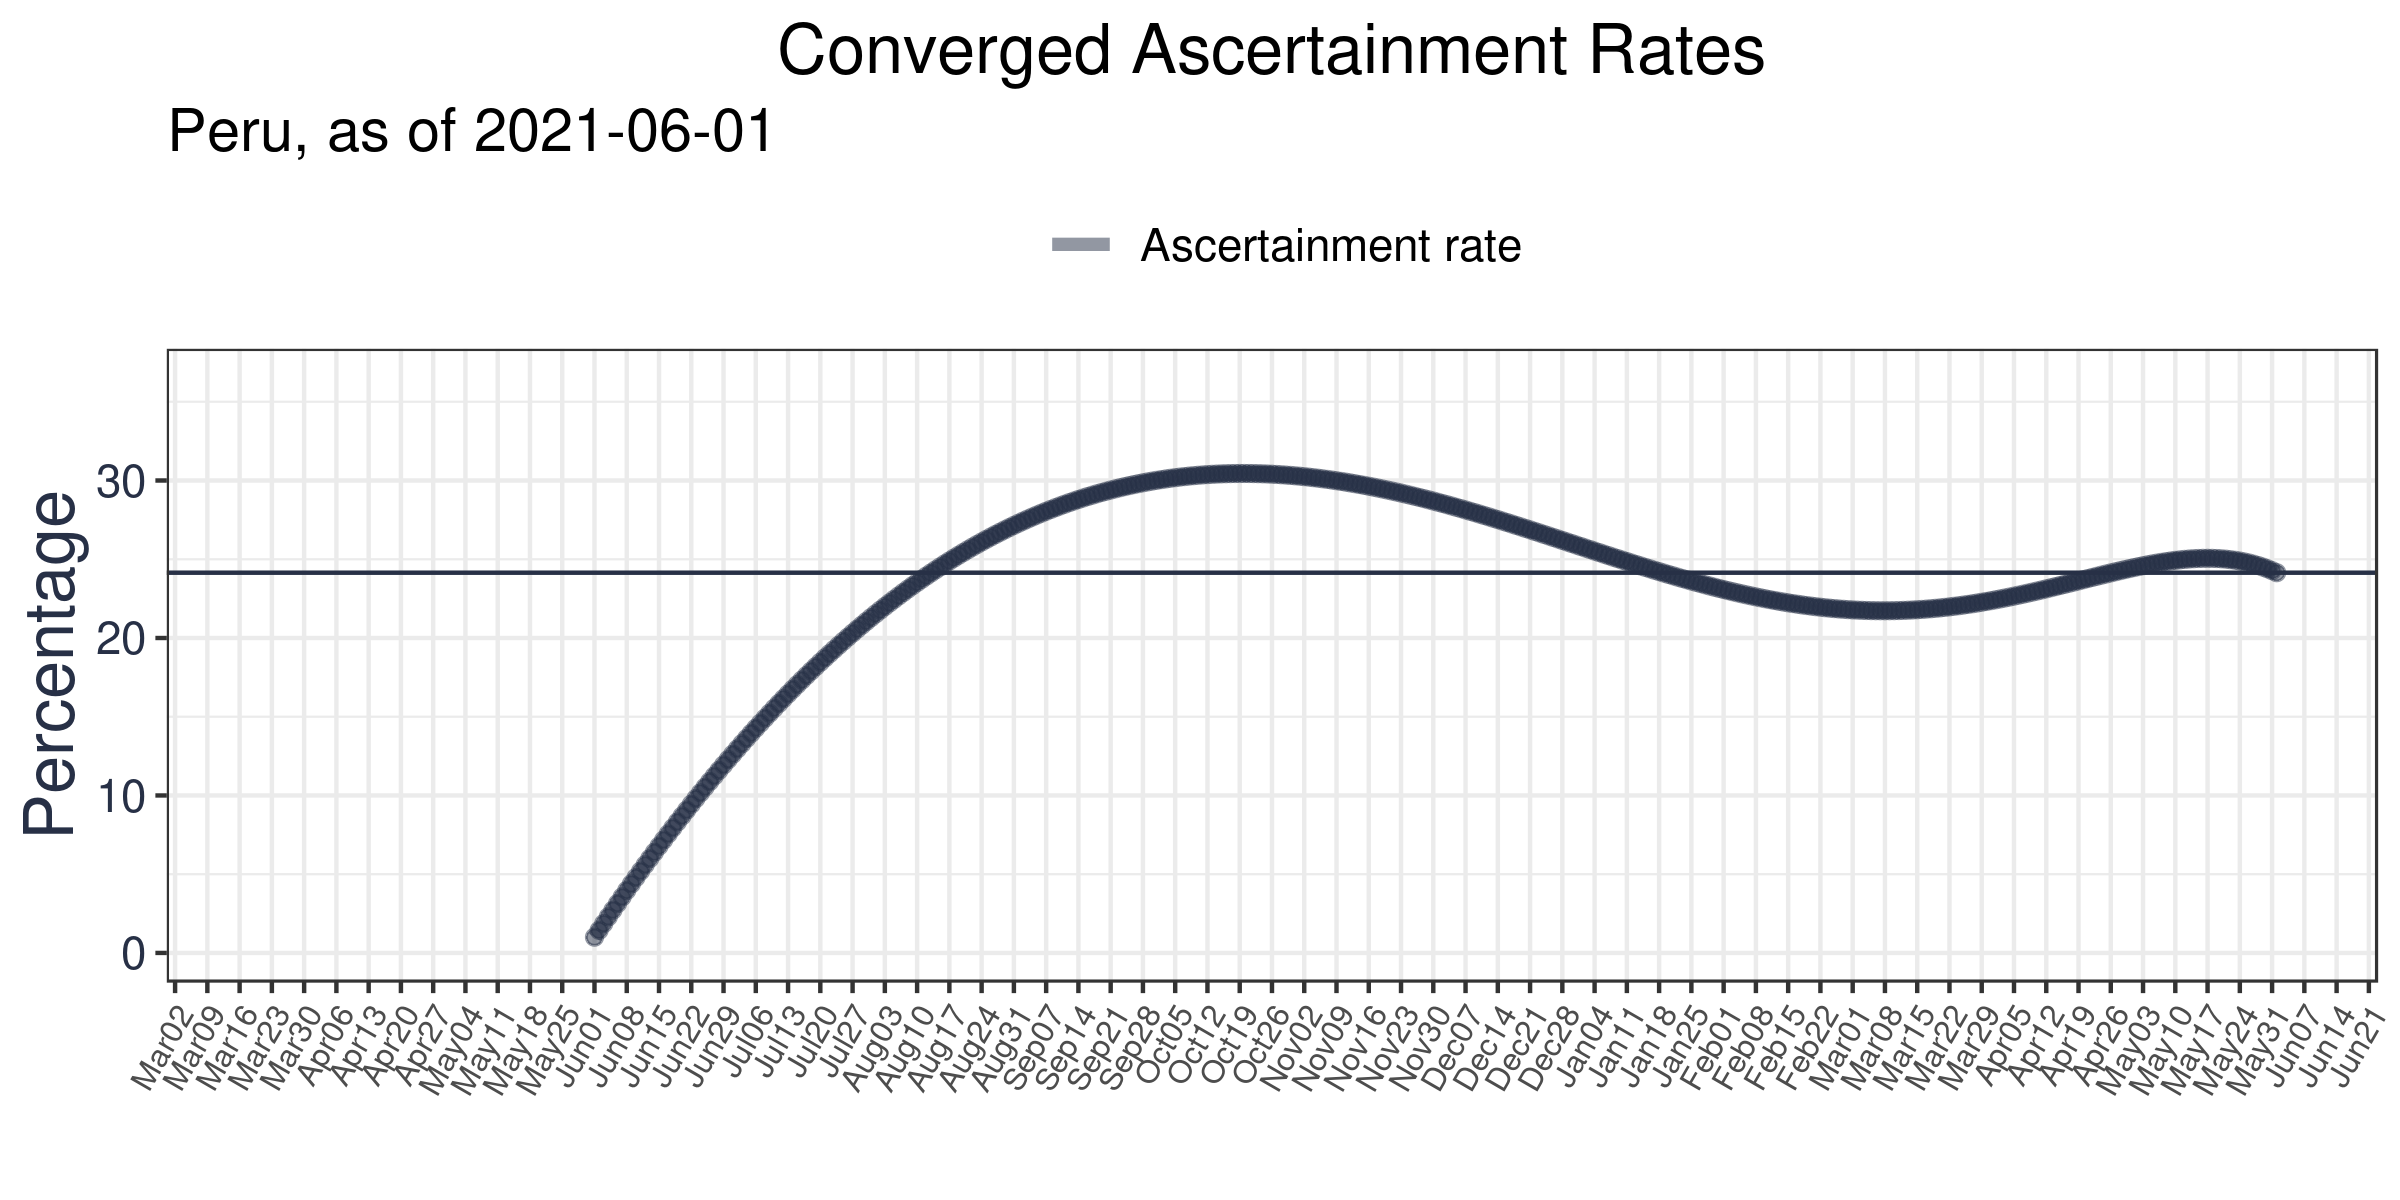 Converged Ascertainment Rates
Peru, as of 2021-06-01
Ascertainment rate
Percentage
30
20
10
0
Mar02
Mar09
Mar16
Mar23
Mar30
Apr06
Apr13
Apr20
Apr27
May04
May11
May18
May25
Jun01
Jun08
Jun15
Jun22
Jun29
Jul06
Jul13
Jul20
Jul27
Aug03
Aug10
Aug17
Aug24
Aug31
Sep07
Sep14
Sep21
Sep28
Oct05
Oct12
Oct19
Oct26
Nov02
Nov09
Nov16
Nov23
Nov30
Dec07
Dec14
Dec21
Dec28
Jan04
Jan11
Jan18
Jan25
Feb01
Feb08
Feb15
Feb22
Mar01
Mar08
Mar15
Mar22
Mar29
Apr05
Apr12
Apr19
Apr26
May03
May10
May17
May24
May31
Jun07
Jun14
Jun21